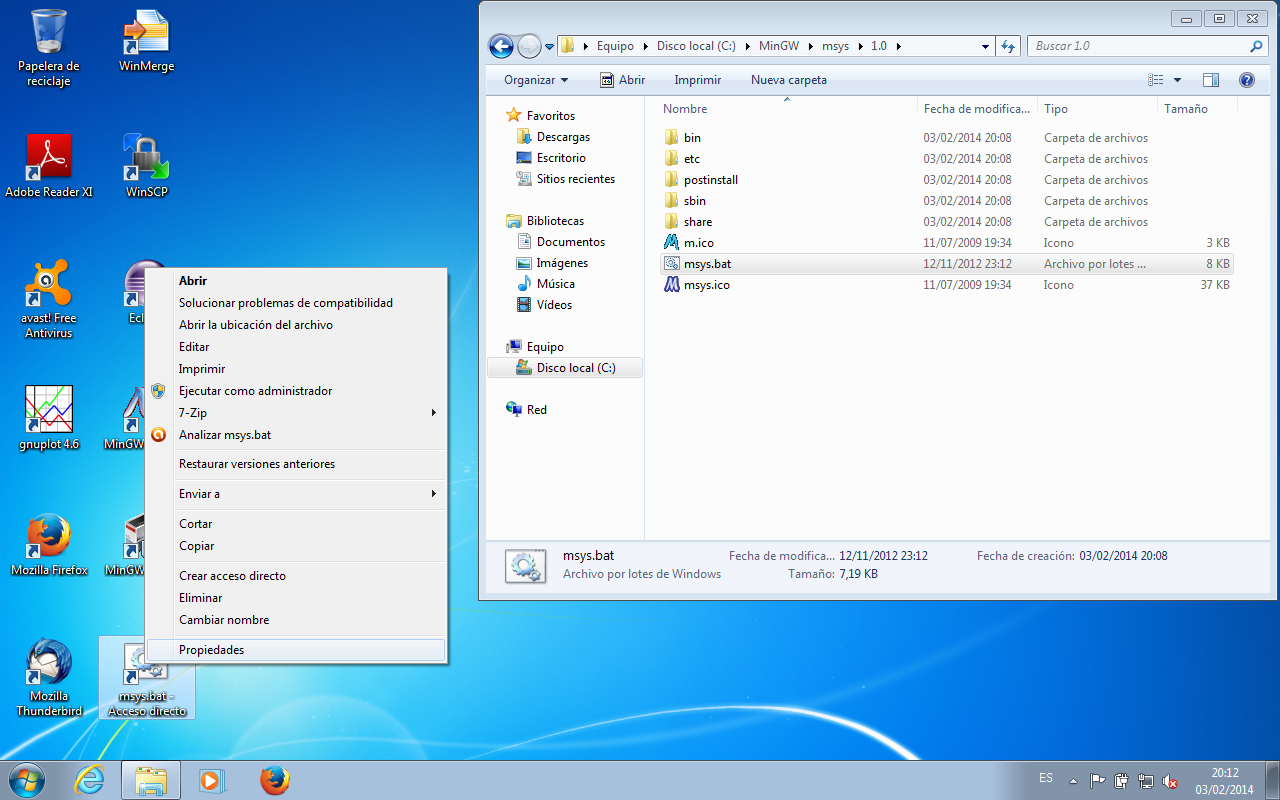 Papelera de
reciclaje
WinMerge
Adobe Reader XI
WinSCP
avast! Free
Antivirus
Ecl
gnuplot 4.6
MinGW
Mozilla Firefox
MinGW
Mozilla
Thunderbird
msys.bat -
Acceso directo
Abrir
Solucionar problemas de compatibilidad
Abrir la ubicación del archivo
Editar
Imprimir
Ejecutar como administrador
7-Zip
Analizar msys.bat
Restaurar versiones anteriores
Enviar a
Cortar
Copiar
Crear acceso directo
Eliminar
Cambiar nombre
Propiedades
Equipo Disco local (C:) MinGW msys 1.0 Buscar 1.0
Organizar Abrir Imprimir Nueva carpeta
Favoritos
Descargas
Escritorio
Sitios recientes
Bibliotecas
Documentos
Imágenes
Música
Vídeos
Equipo
Disco local (C:)
Red
Nombre Fecha de modifica... Tipo Tamaño
bin 03/02/2014 20:08 Carpeta de archivos
etc 03/02/2014 20:08 Carpeta de archivos
postinstall 03/02/2014 20:08 Carpeta de archivos
sbin 03/02/2014 20:08 Carpeta de archivos
share 03/02/2014 20:08 Carpeta de archivos
m.ico 11/07/2009 19:34 Icono 3 KB
msys.bat 12/11/2012 23:12 Archivo por lotes ... 8 KB
msys.ico 11/07/2009 19:34 Icono 37 KB
msys.bat Fecha de modifica... 12/11/2012 23:12 Fecha de creación: 03/02/2014 20:08
Archivo por lotes de Windows Tamaño: 7,19 KB
ES
20:12
03/02/2014